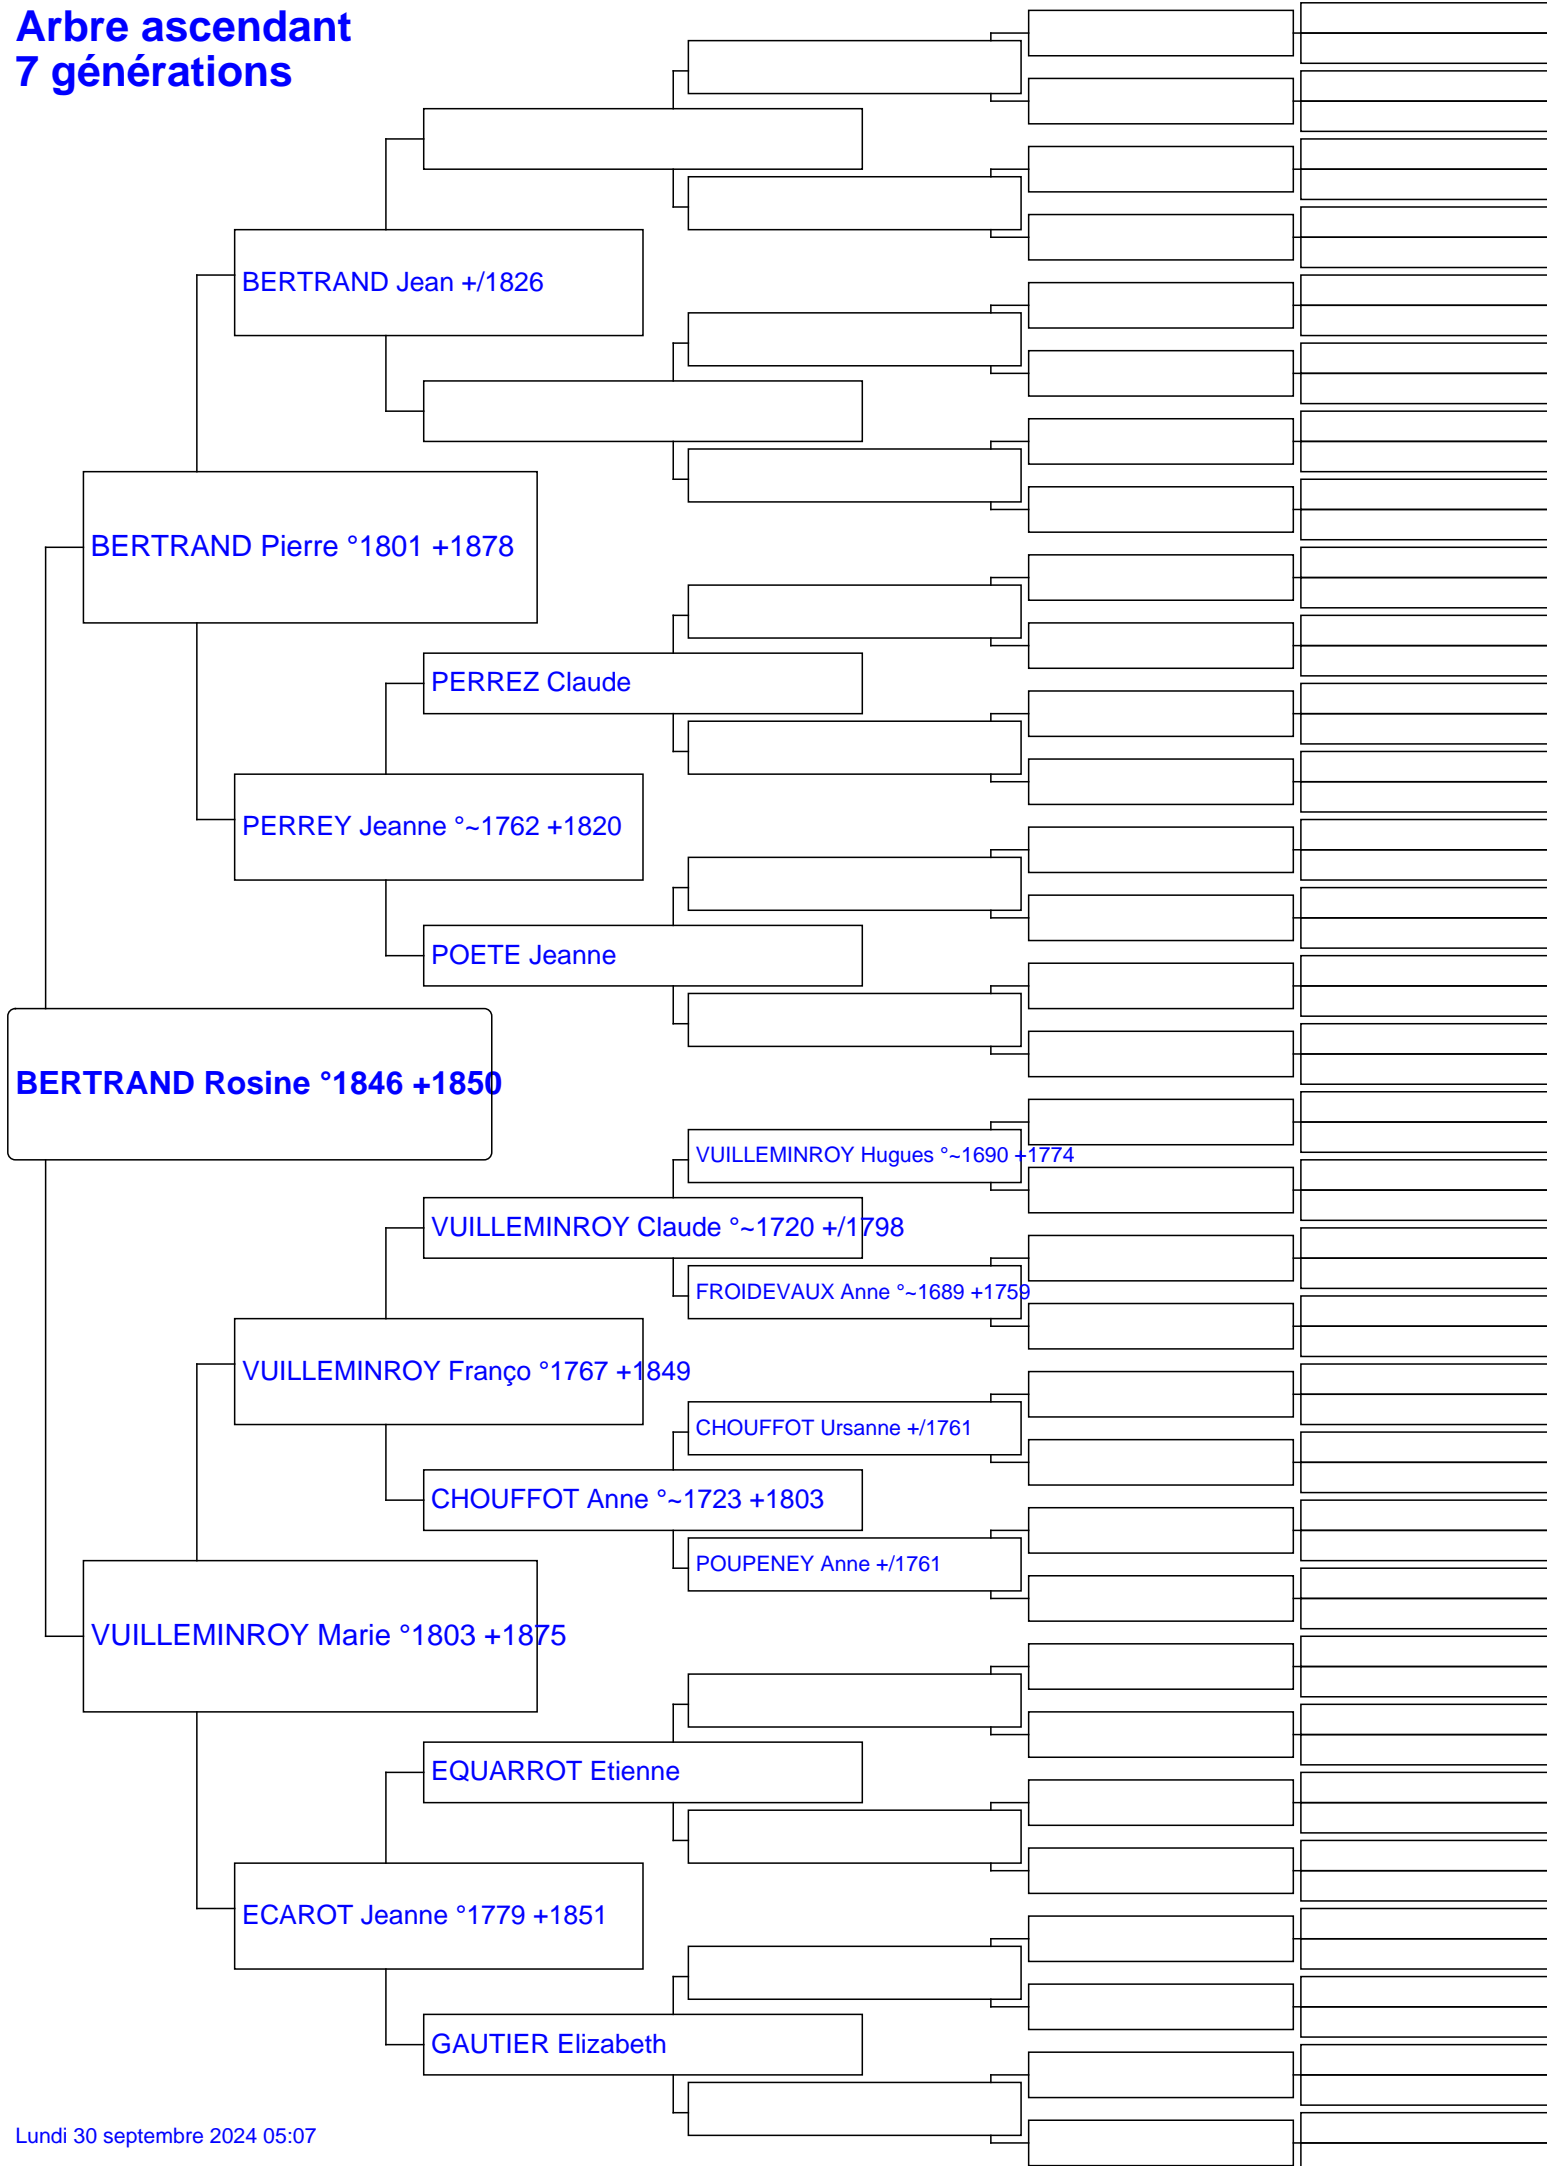 Arbre ascendant
7 générations
BERTRAND Jean +/1826
BERTRAND Pierre °1801 +1878
PERREZ Claude
PERREY Jeanne °~1762 +1820
POETE Jeanne
BERTRAND Rosine °1846 +1850
VUILLEMINROY Hugues °~1690 +1774
VUILLEMINROY Claude °~1720 +/1798
FROIDEVAUX Anne °~1689 +1759
VUILLEMINROY Franço °1767 +1849
CHOUFFOT Ursanne +/1761
CHOUFFOT Anne °~1723 +1803
POUPENEY Anne +/1761
VUILLEMINROY Marie °1803 +1875
EQUARROT Etienne
ECAROT Jeanne °1779 +1851
GAUTIER Elizabeth
Lundi 30 septembre 2024 05:07